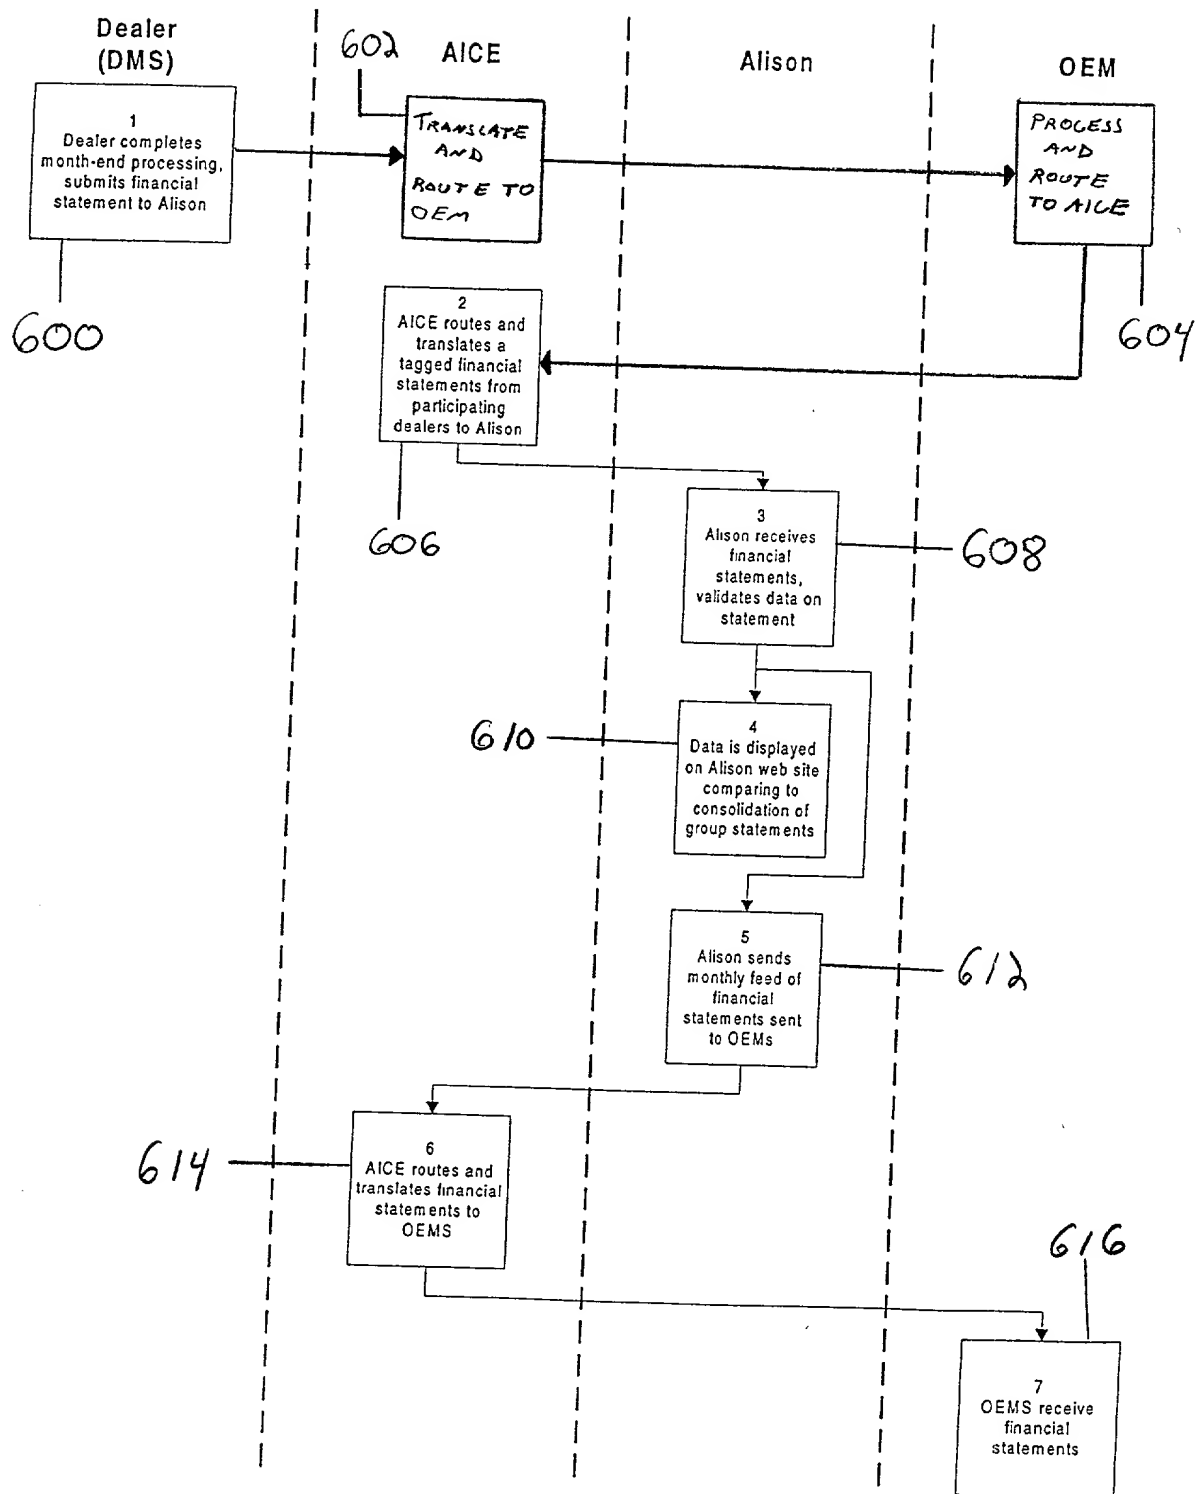 Dealer
(DMS)
602
AICE
Alison
OEM
1
Dealer completes
month-end processing,
submits financial
statement to Alison
TRANSLATE
AND
ROUTE TO
OEM
PROCESS
AND
ROUTE
TO AICE
600
604
2
AICE routes and
translates a
tagged financial
statements from
participating
dealers to Alison
606
3
Alison receives
financial
statements,
validates data on
statement
608
610
4
Data is displayed
on Alison web site
comparing to
consolidation of
group statements
5
Alison sends
monthly feed of
financial
statements sent
to OEMs
612
614
6
AICE routes and
translates financial
statements to
OEMS
616
7
OEMS receive
financial
statements